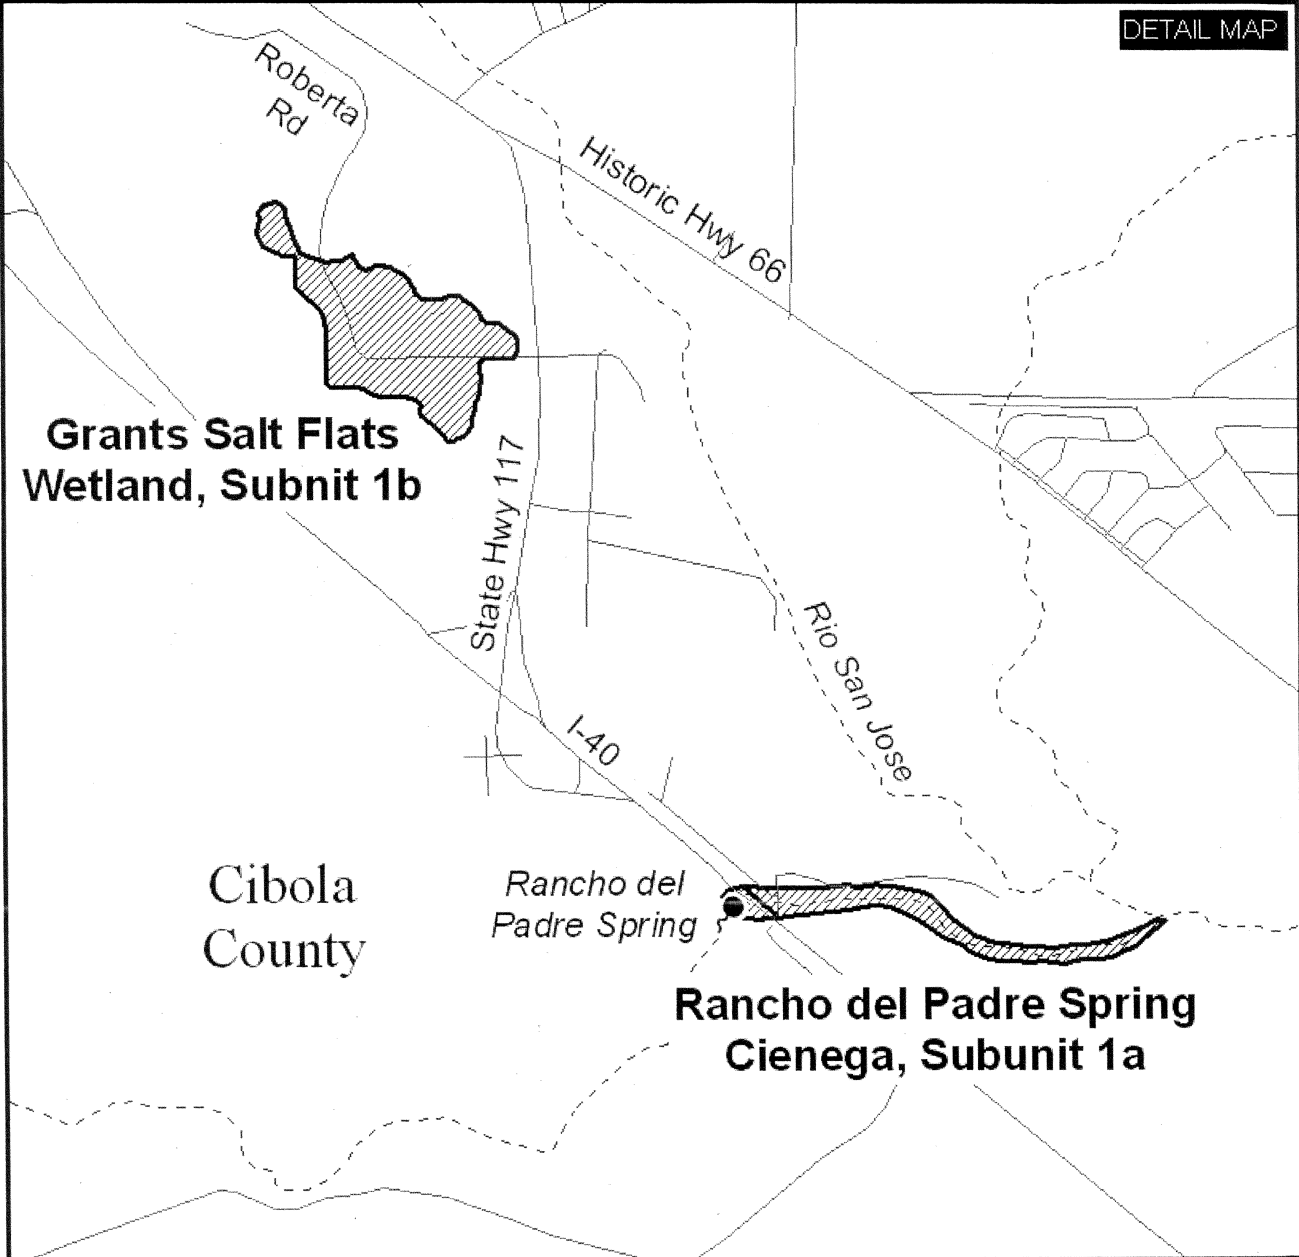 DETAIL MAP
Roberta
Rd
Historic Hwy 66
Grants Salt Flats
Wetland, Subnit 1b
State Hwy 117
Rio San Jose
I-40
Cibola
County
Rancho del
Padre Spring
Rancho del Padre Spring
Cienega, Subunit 1a